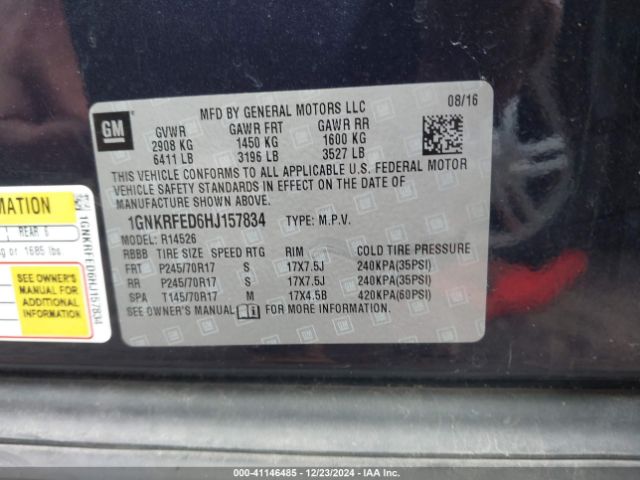 MFD BY GENERAL MOTORS LLC 08/16
GM
GVWR GAWR FRT GAWR RR
2908 KG 1450 KG 1600 KG
6411 LB 3196 LB 3527 LB
THIS VEHICLE CONFORMS TO ALL APPLICABLE U.S. FEDERAL MOTOR
VEHICLE SAFETY STANDARDS IN EFFECT ON THE DATE OF
MANUFACTURE SHOWN ABOVE.
1GNKRFED6HJ157834 TYPE: M.P.V.
MODEL: R14526
RBBB TIRE SIZE SPEED RTG RIM COLD TIRE PRESSURE
FRT P245/70R17 S 17X7.5J 240KPA(35PSI)
RR P245/70R17 S 17X7.5J 240KPA(35PSI)
SPA T145/70R17 M 17X4.5B 420KPA(60PSI)
SEE OWNER'S MANUAL FOR MORE INFORMATION.
MATION
REAR
or 1685 lbs
SEE OWNER'S
MANUAL FOR
ADDITIONAL
INFORMATION
1GNKRFED6HJ157834
000-41146485 - 12/23/2024 - IAA Inc.